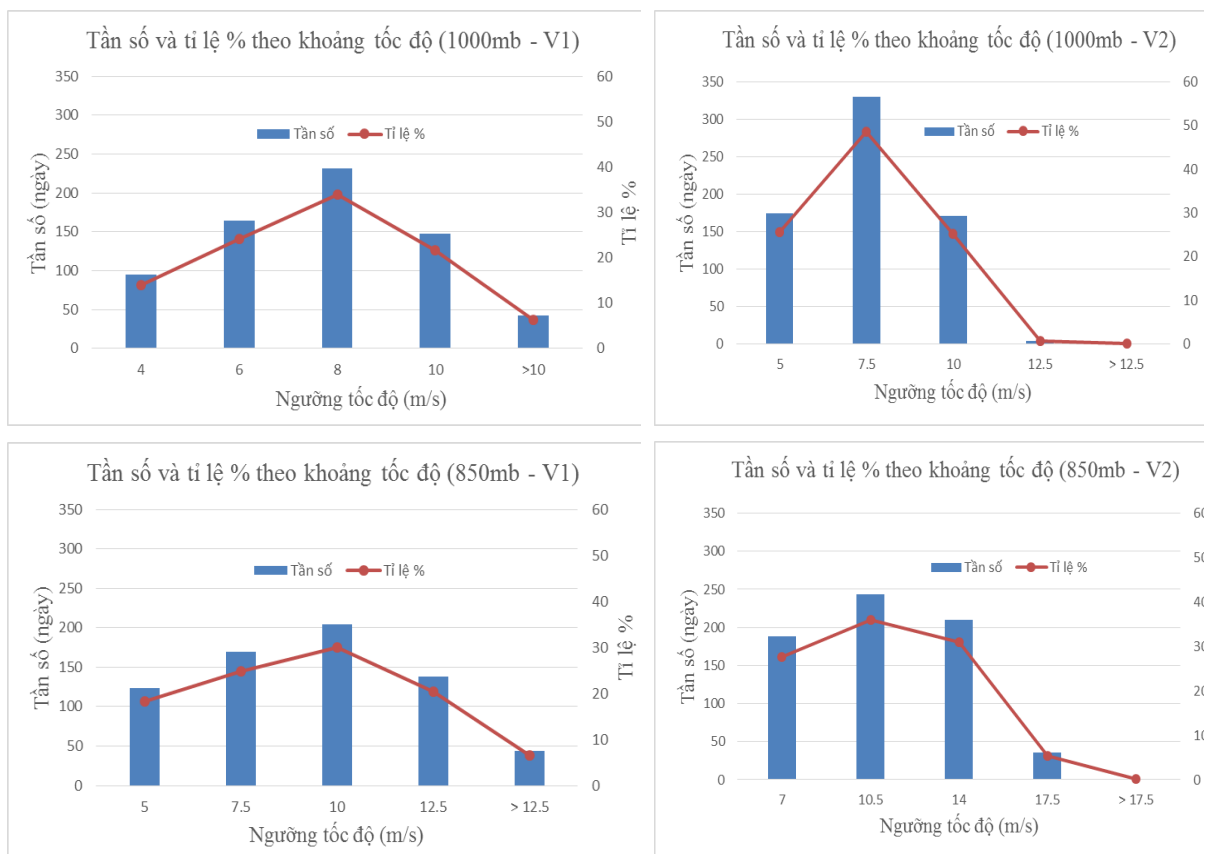 Tần số và tỉ lệ % theo khoảng tốc độ (1000mb - V1)
350
300
250
200
150
100
50
0
60
50
40
30
20
10
0
Tần số
Tỉ lệ %
Tần số (ngày)
Tỉ lệ %
4 6 8 10 >10
Ngưỡng tốc độ (m/s)
Tần số và tỉ lệ % theo khoảng tốc độ (1000mb - V2)
350
300
250
200
150
100
50
0
60
50
40
30
20
10
0
Tần số
Tỉ lệ %
Tần số (ngày)
5 7.5 10 12.5 > 12.5
Ngưỡng tốc độ (m/s)
Tần số và tỉ lệ % theo khoảng tốc độ (850mb - V1)
350
300
250
200
150
100
50
0
60
50
40
30
20
10
0
Tần số
Tỉ lệ %
Tần số (ngày)
Tỉ lệ %
5 7.5 10 12.5 > 12.5
Ngưỡng tốc độ (m/s)
Tần số và tỉ lệ % theo khoảng tốc độ (850mb - V2)
350
300
250
200
150
100
50
0
60
50
40
30
20
10
0
Tần số
Tỉ lệ %
Tần số (ngày)
7 10.5 14 17.5 > 17.5
Ngưỡng tốc độ (m/s)